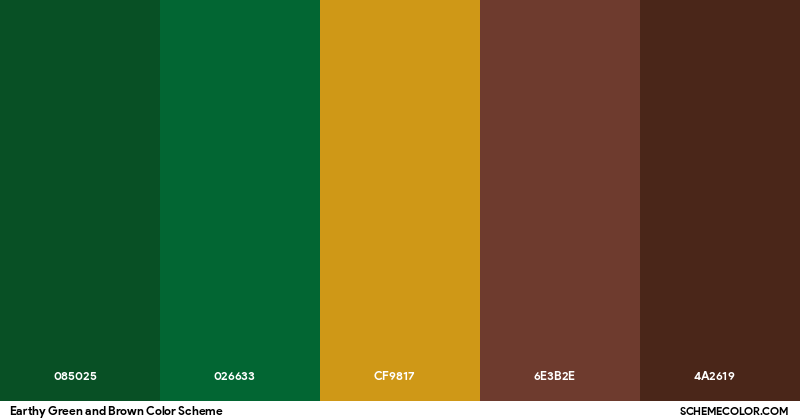 085025 026633 CF9817 6E3B2E 4A2619
Earthy Green and Brown Color Scheme SCHEMECOLOR.COM